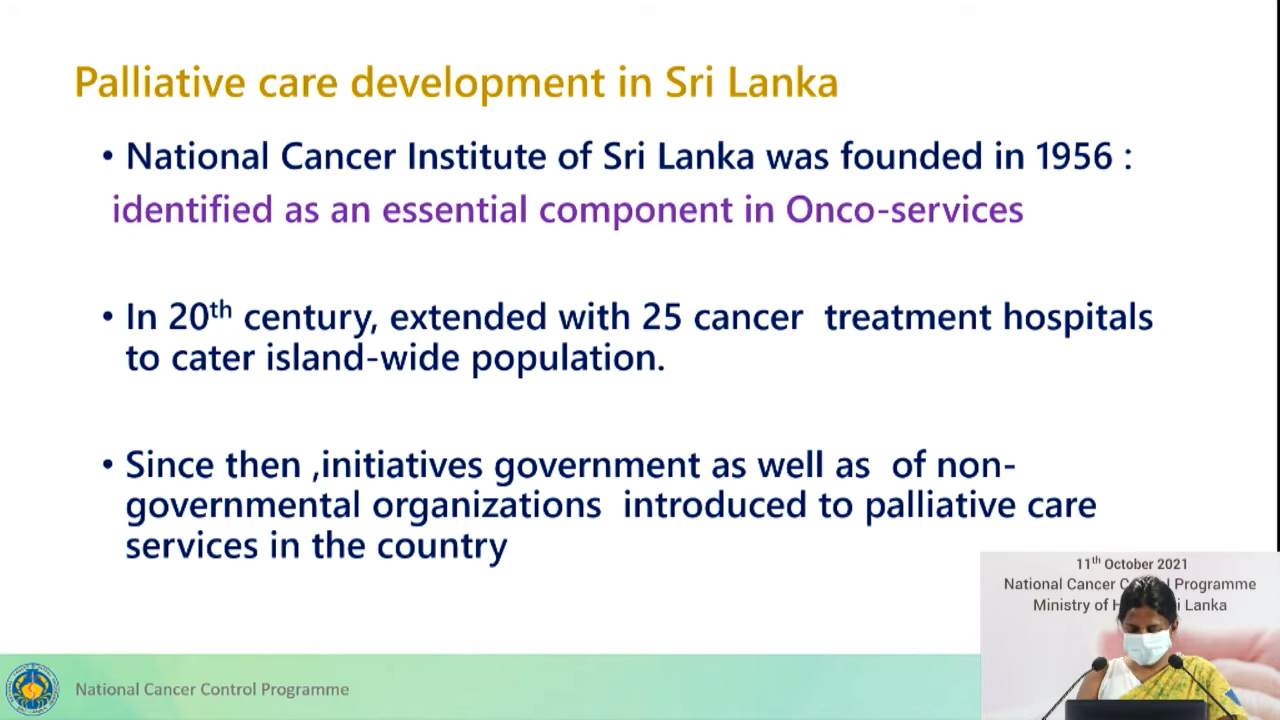 Palliative care development in Sri Lanka
• National Cancer Institute of Sri Lanka was founded in 1956 :
identified as an essential component in Onco-services
• In 20th century, extended with 25 cancer treatment hospitals
to cater island-wide population.
• Since then ,initiatives government as well as of non-
governmental organizations introduced to palliative care
services in the country
11th October 2021
National Cancer Programme
Ministry of Lanka
National Cancer Control Programme